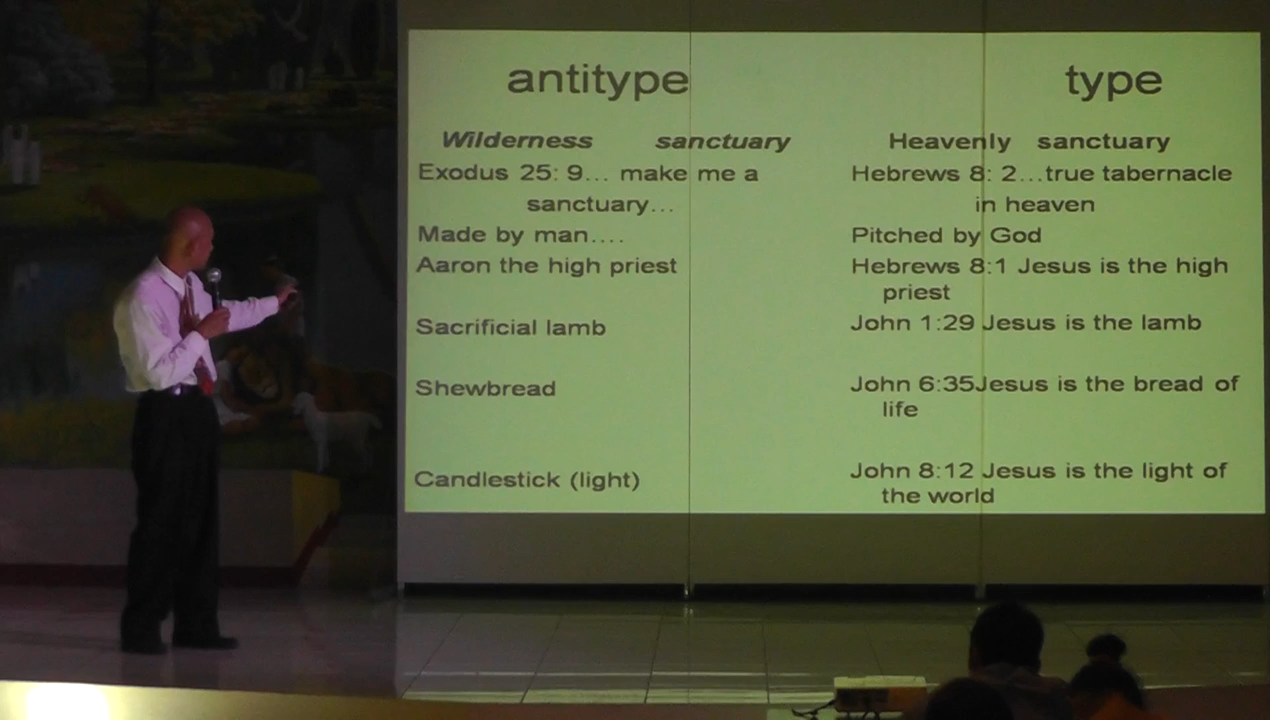 antitype type
Wilderness sanctuary Heavenly sanctuary
Exodus 25: 9... make me a Hebrews 8: 2...true tabernacle
sanctuary... in heaven
Made by man.... Pitched by God
Aaron the high priest Hebrews 8:1 Jesus is the high
priest
Sacrificial lamb John 1:29 Jesus is the lamb
Shewbread John 6:35Jesus is the bread of
life
Candlestick (light) John 8:12 Jesus is the light of
the world